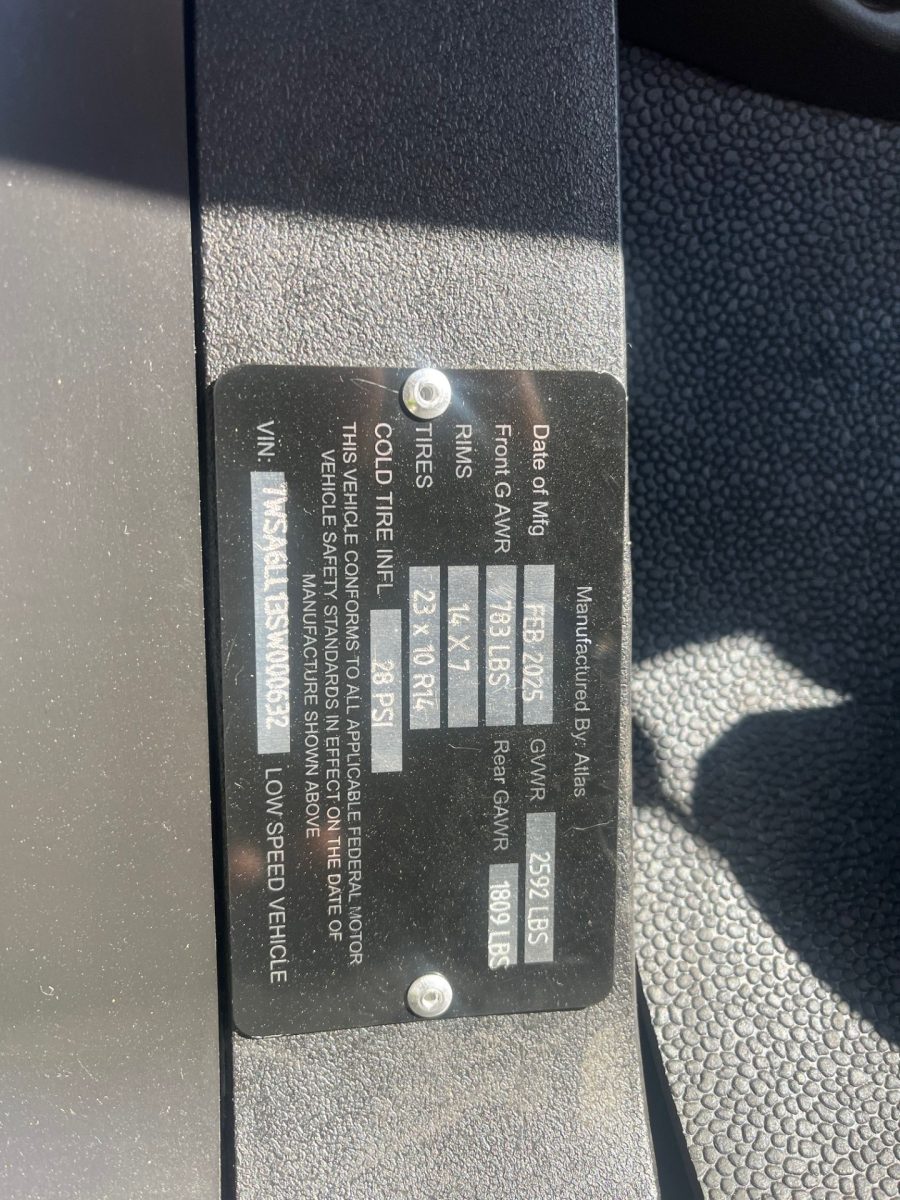 Manufactured By: Atlas
Date of Mfg FEB 2025 GVWR 2592 LBS
Front G AWR 783 LBS Rear GAWR 1809 LBS
RIMS 14 X 7
TIRES 23 x 10 R14
COLD TIRE INFL 28 PSI
THIS VEHICLE CONFORMS TO ALL APPLICABLE FEDERAL MOTOR
VEHICLE SAFETY STANDARDS IN EFFECT ON THE DATE OF
MANUFACTURE SHOWN ABOVE
VIN: 7WSA6LL13SW000632 LOW SPEED VEHICLE